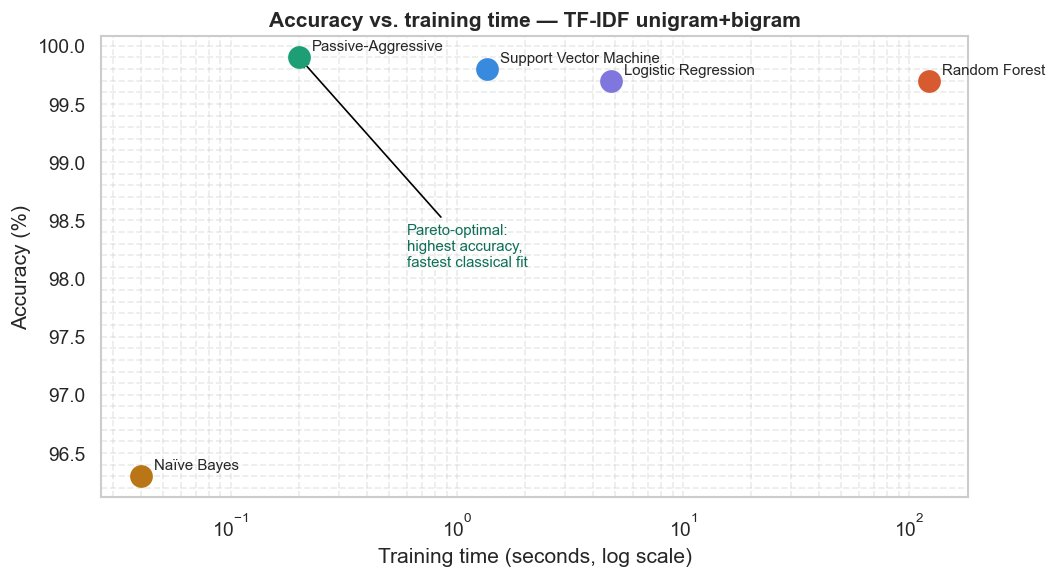 Accuracy vs. training time — TF-IDF unigram+bigram
100.0
99.5
99.0
98.5
98.0
97.5
97.0
96.5
Accuracy (%)
Passive-Aggressive
Support Vector Machine
Logistic Regression
Random Forest
Pareto-optimal:
highest accuracy,
fastest classical fit
Naïve Bayes
10⁻¹
10⁰
10¹
10²
Training time (seconds, log scale)